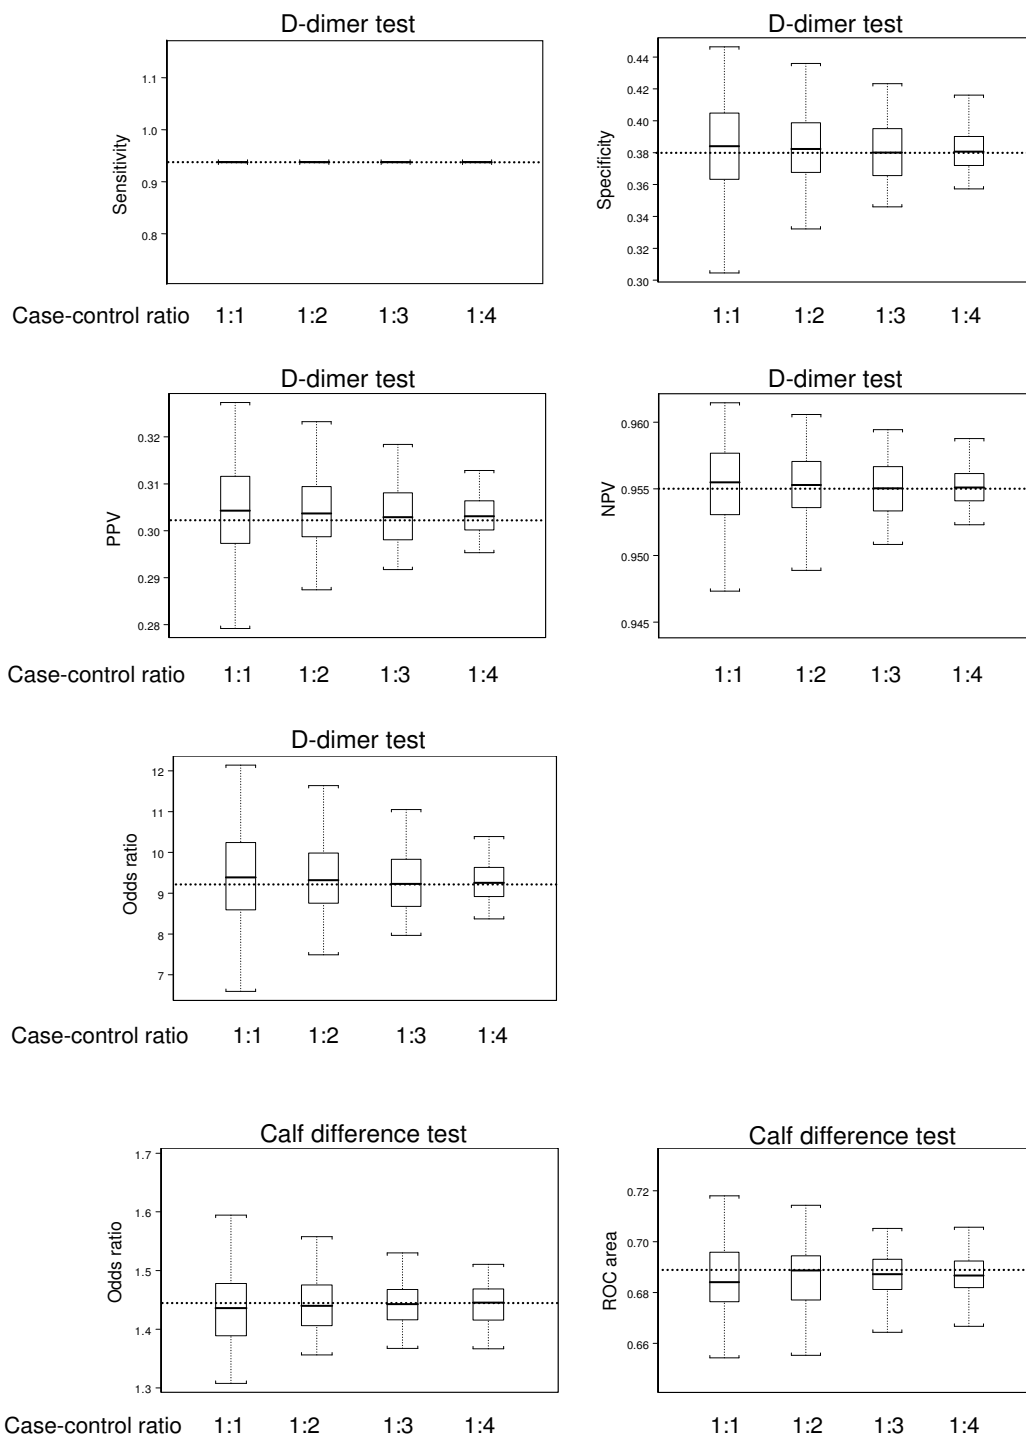 D-dimer test
Sensitivity
1.1
1.0
0.9
0.8
Case-control ratio 1:1 1:2 1:3 1:4
D-dimer test
Specificity
0.44
0.42
0.40
0.38
0.36
0.34
0.32
0.30
1:1 1:2 1:3 1:4
D-dimer test
PPV
0.32
0.31
0.30
0.29
0.28
Case-control ratio 1:1 1:2 1:3 1:4
D-dimer test
NPV
0.960
0.955
0.950
0.945
1:1 1:2 1:3 1:4
D-dimer test
Odds ratio
12
11
10
9
8
7
Case-control ratio 1:1 1:2 1:3 1:4
Calf difference test
Odds ratio
1.7
1.6
1.5
1.4
1.3
Case-control ratio 1:1 1:2 1:3 1:4
Calf difference test
ROC area
0.72
0.70
0.68
0.66
1:1 1:2 1:3 1:4